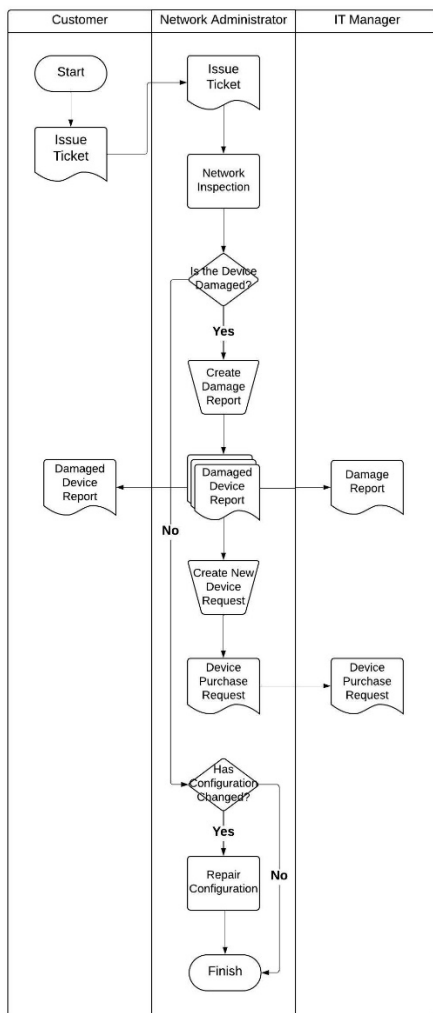 Customer
Network Administrator
IT Manager
Start
Issue
Ticket
Issue
Ticket
Network
Inspection
Is the Device
Damaged?
Yes
Create
Damage
Report
Damaged
Device
Report
Damaged
Device
Report
Damage
Report
No
Create New
Device
Request
Device
Purchase
Request
Device
Purchase
Request
Has
Configuration
Changed?
Yes
No
Repair
Configuration
Finish